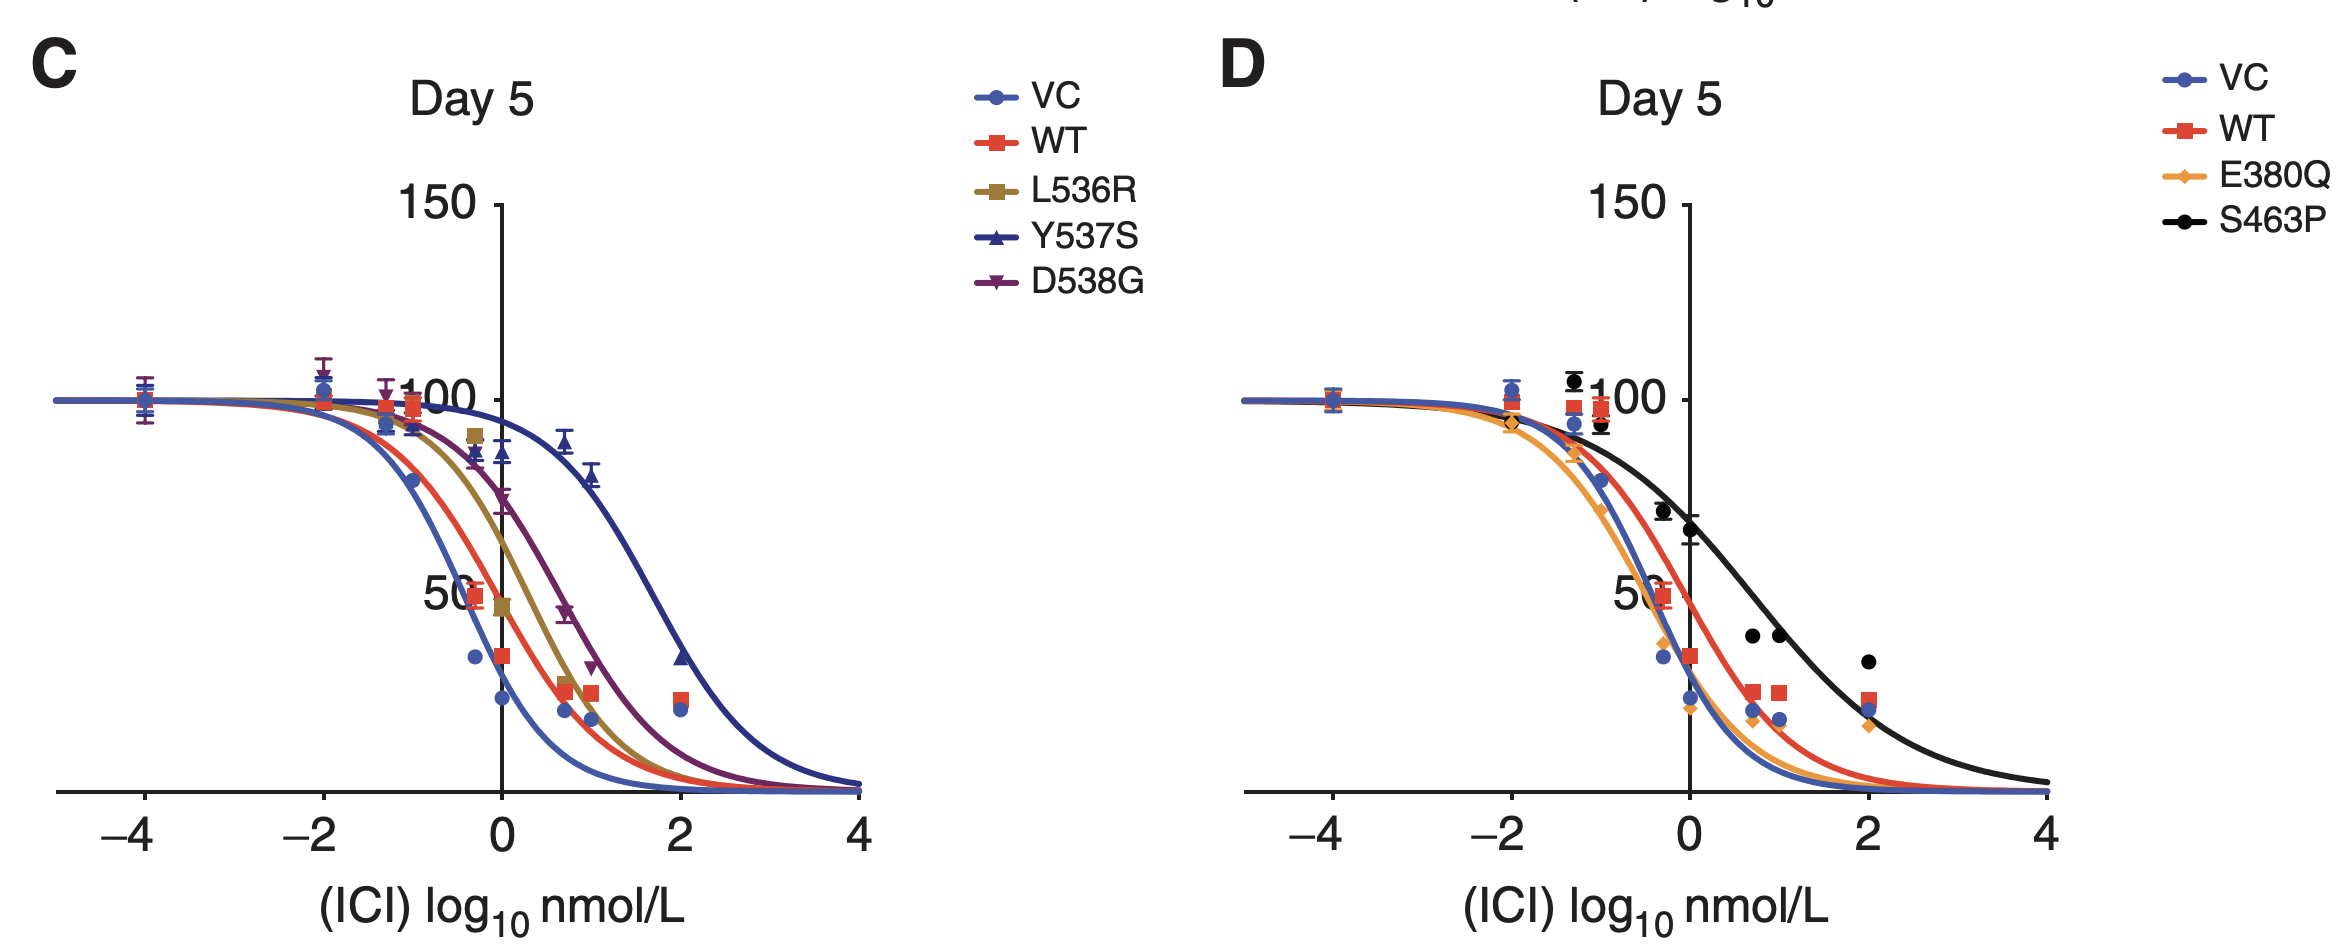 C
Day 5
VC
WT
L536R
Y537S
D538G
150
100
50
–4 –2 0 2 4
(ICI) log10 nmol/L
D
Day 5
VC
WT
E380Q
S463P
150
100
50
–4 –2 0 2 4
(ICI) log10 nmol/L